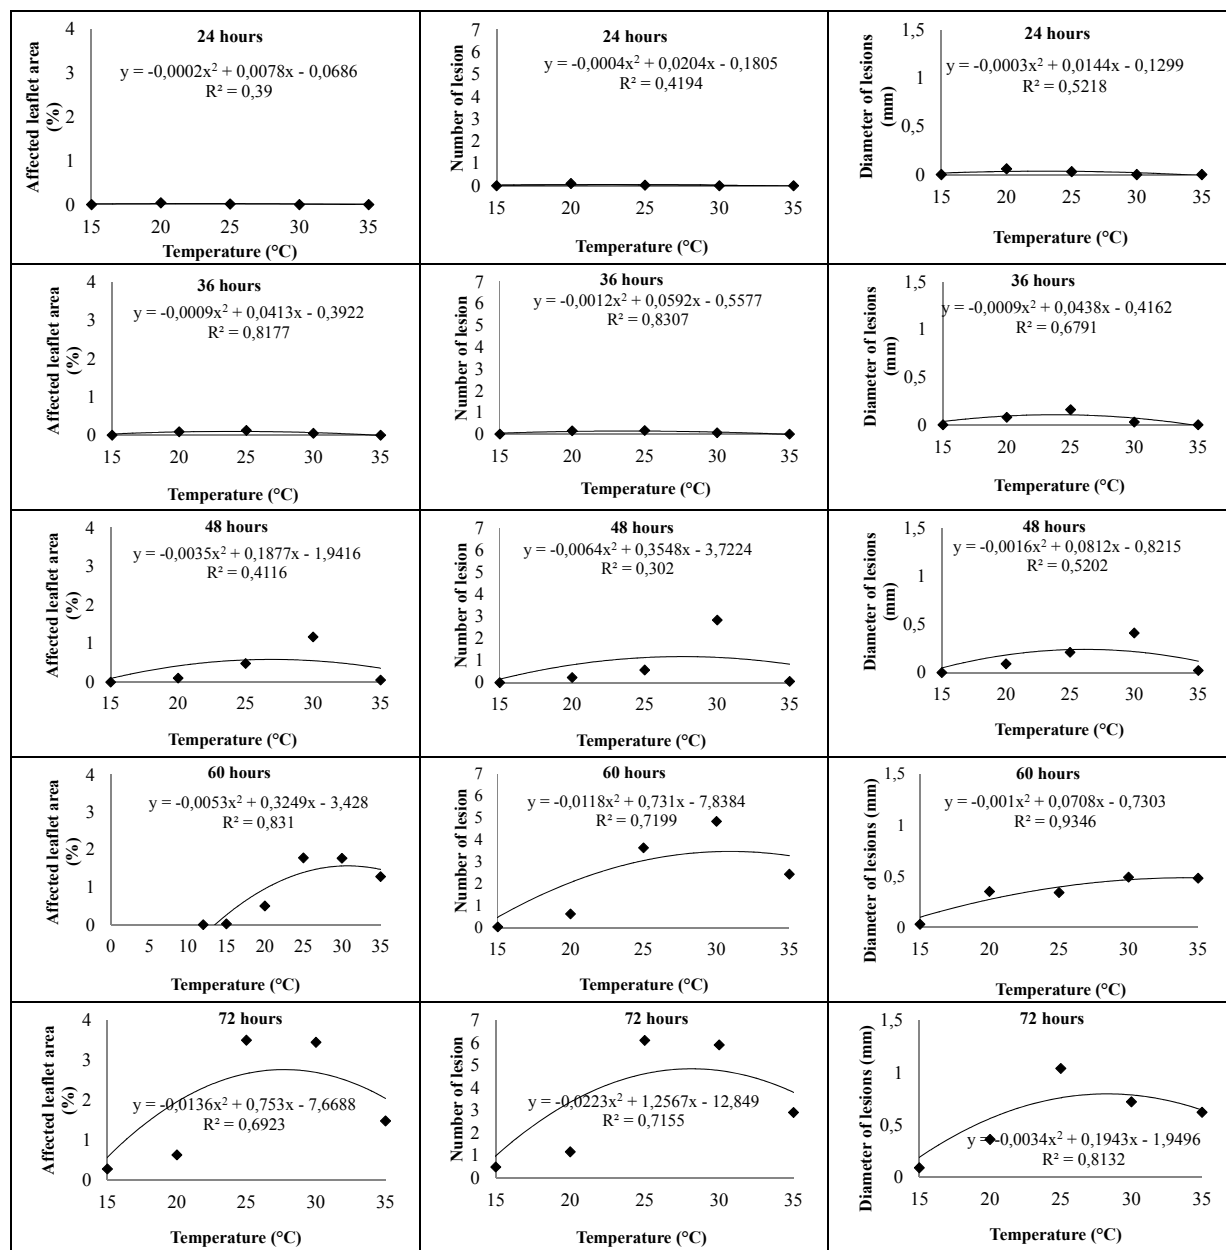 24 hours
y = -0,0002x² + 0,0078x - 0,0686
R² = 0,39
Affected leaflet area
(%)
4
3
2
1
0
15 20 25 30 35
Temperature (°C)
24 hours
y = -0,0004x² + 0,0204x - 0,1805
R² = 0,4194
Number of lesion
7
6
5
4
3
2
1
0
15 20 25 30 35
Temperature (°C)
24 hours
y = -0,0003x² + 0,0144x - 0,1299
R² = 0,5218
Diameter of lesions
(mm)
1,5
1
0,5
0
15 20 25 30 35
Temperature (°C)
36 hours
y = -0,0009x² + 0,0413x - 0,3922
R² = 0,8177
Affected leaflet area
(%)
4
3
2
1
0
15 20 25 30 35
Temperature (°C)
36 hours
y = -0,0012x² + 0,0592x - 0,5577
R² = 0,8307
Number of lesion
7
6
5
4
3
2
1
0
15 20 25 30 35
Temperature (°C)
36 hours
y = -0,0009x² + 0,0438x - 0,4162
R² = 0,6791
Diameter of lesions
(mm)
1,5
1
0,5
0
15 20 25 30 35
Temperature (°C)
48 hours
y = -0,0035x² + 0,1877x - 1,9416
R² = 0,4116
Affected leaflet area
(%)
4
3
2
1
0
15 20 25 30 35
Temperature (°C)
48 hours
y = -0,0064x² + 0,3548x - 3,7224
R² = 0,302
Number of lesion
7
6
5
4
3
2
1
0
15 20 25 30 35
Temperature (°C)
48 hours
y = -0,0016x² + 0,0812x - 0,8215
R² = 0,5202
Diameter of lesions
(mm)
1,5
1
0,5
0
15 20 25 30 35
Temperature (°C)
60 hours
y = -0,0053x² + 0,3249x - 3,428
R² = 0,831
Affected leaflet area
(%)
4
3
2
1
0
0 5 10 15 20 25 30 35
Temperature (°C)
60 hours
y = -0,0118x² + 0,731x - 7,8384
R² = 0,7199
Number of lesion
7
6
5
4
3
2
1
0
15 20 25 30 35
Temperature (°C)
60 hours
y = -0,001x² + 0,0708x - 0,7303
R² = 0,9346
Diameter of lesions (mm)
1,5
1
0,5
0
15 20 25 30 35
Temperature (°C)
72 hours
y = -0,0136x² + 0,753x - 7,6688
R² = 0,6923
Affected leaflet area
(%)
4
3
2
1
0
15 20 25 30 35
Temperature (°C)
72 hours
y = -0,0223x² + 1,2567x - 12,849
R² = 0,7155
Number of lesion
7
6
5
4
3
2
1
0
15 20 25 30 35
Temperature (°C)
72 hours
y = -0,0034x² + 0,1943x - 1,9496
R² = 0,8132
Diameter of lesions (mm)
1,5
1
0,5
0
15 20 25 30 35
Temperature (°C)